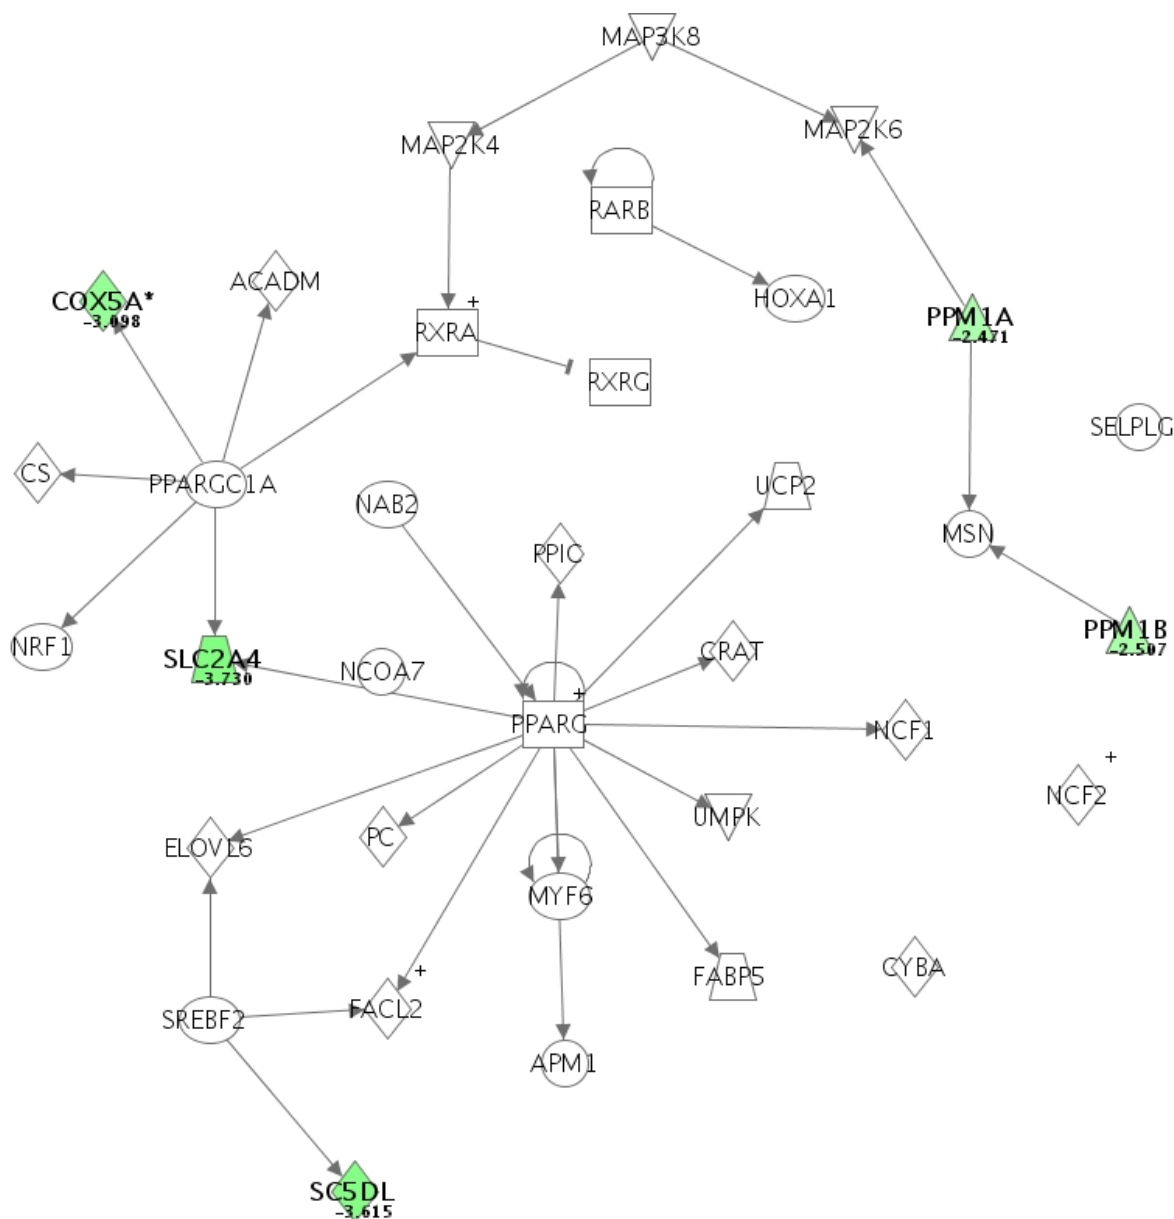 MAP3K8
MAP2K4
MAP2K6
RARB
COX5A*
-3.098
ACADM
HOXA1
+
RXRA
PPM1A
-2.471
RXRG
SELPLG
CS
PPARGC1A
UCP2
NAB2
MSN
PPIC
NRF1
SLC2A4
-3.730
NCOA7
CRAT
PPM1B
-2.507
+
PPARG
NCF1
+
NCF2
UMPK
ELOVL6
PC
MYF6
+
FACL2
FABP5
CYBA
SREBF2
APM1
SC5DL
-3.615